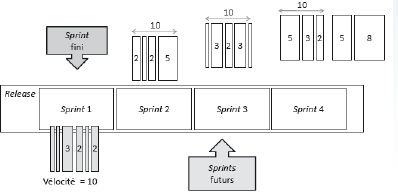 Sprint
fini
10
2 2 5
10
3 2 3
10
5 3 2 5 8
Release
Sprint 1
Sprint 2
Sprint 3
Sprint 4
3 2 2
Vélocité = 10
Sprints
futurs